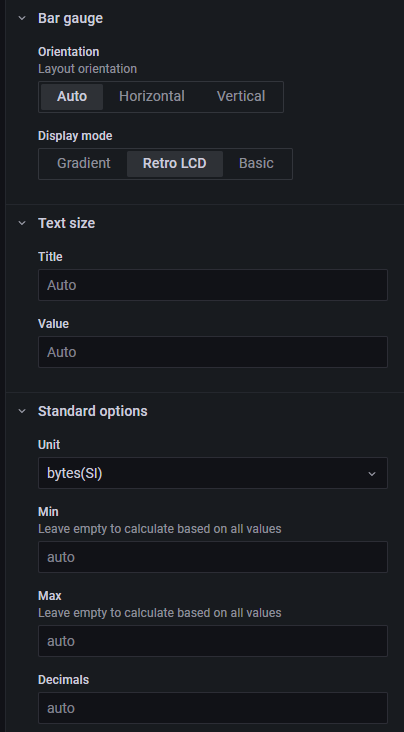 Bar gauge
Orientation
Layout orientation
Auto Horizontal Vertical
Display mode
Gradient Retro LCD Basic
Text size
Title
Auto
Value
Auto
Standard options
Unit
bytes(SI)
Min
Leave empty to calculate based on all values
auto
Max
Leave empty to calculate based on all values
auto
Decimals
auto